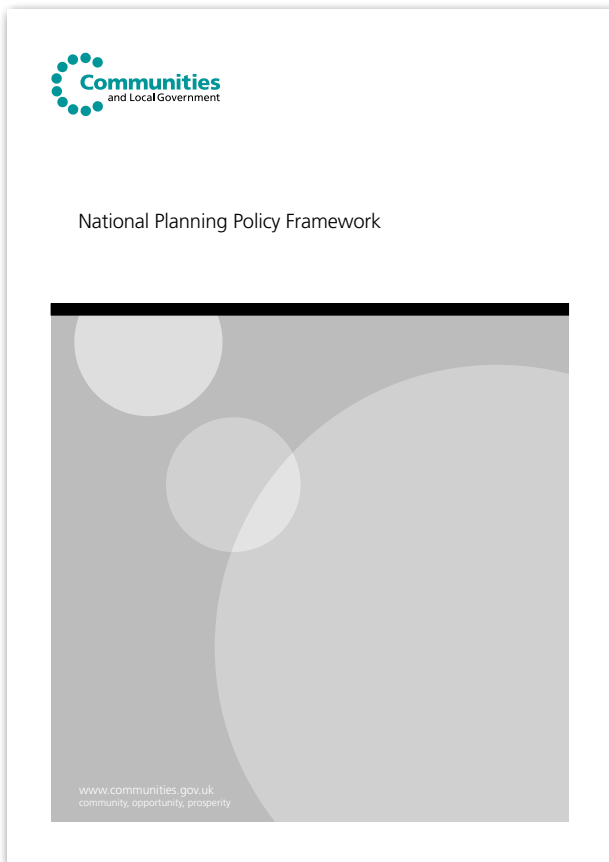 Communities
and Local Government
National Planning Policy Framework
www.communities.gov.uk
community, opportunity, prosperity